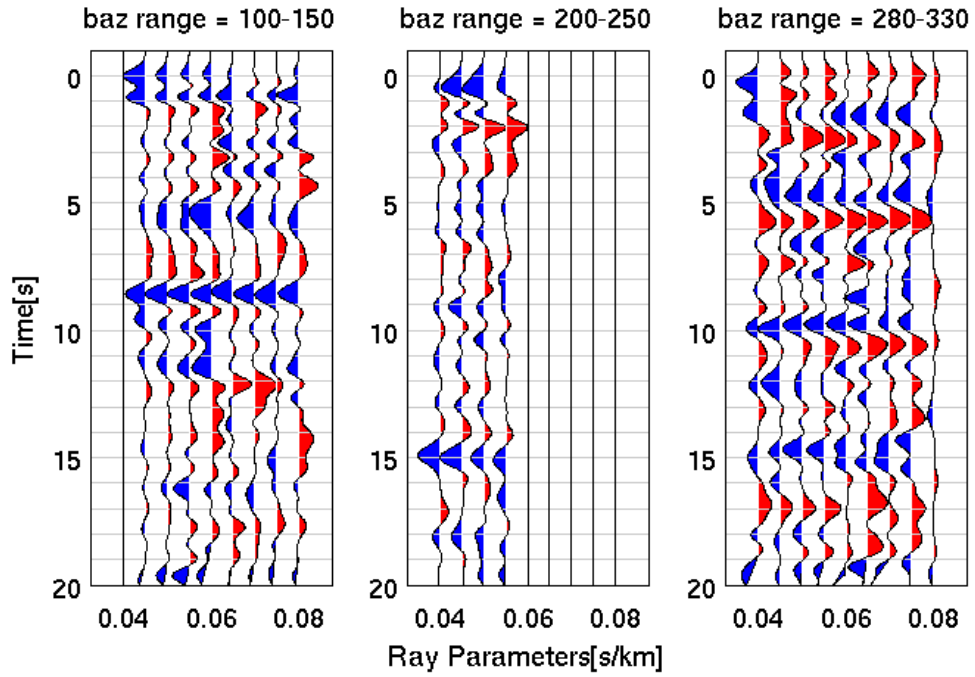 baz range = 100-150 baz range = 200-250 baz range = 280-330
0 0 0
5 5 5
Time[s]
10 10 10
15 15 15
20 20 20
0.04 0.06 0.08 0.04 0.06 0.08 0.04 0.06 0.08
Ray Parameters[s/km]